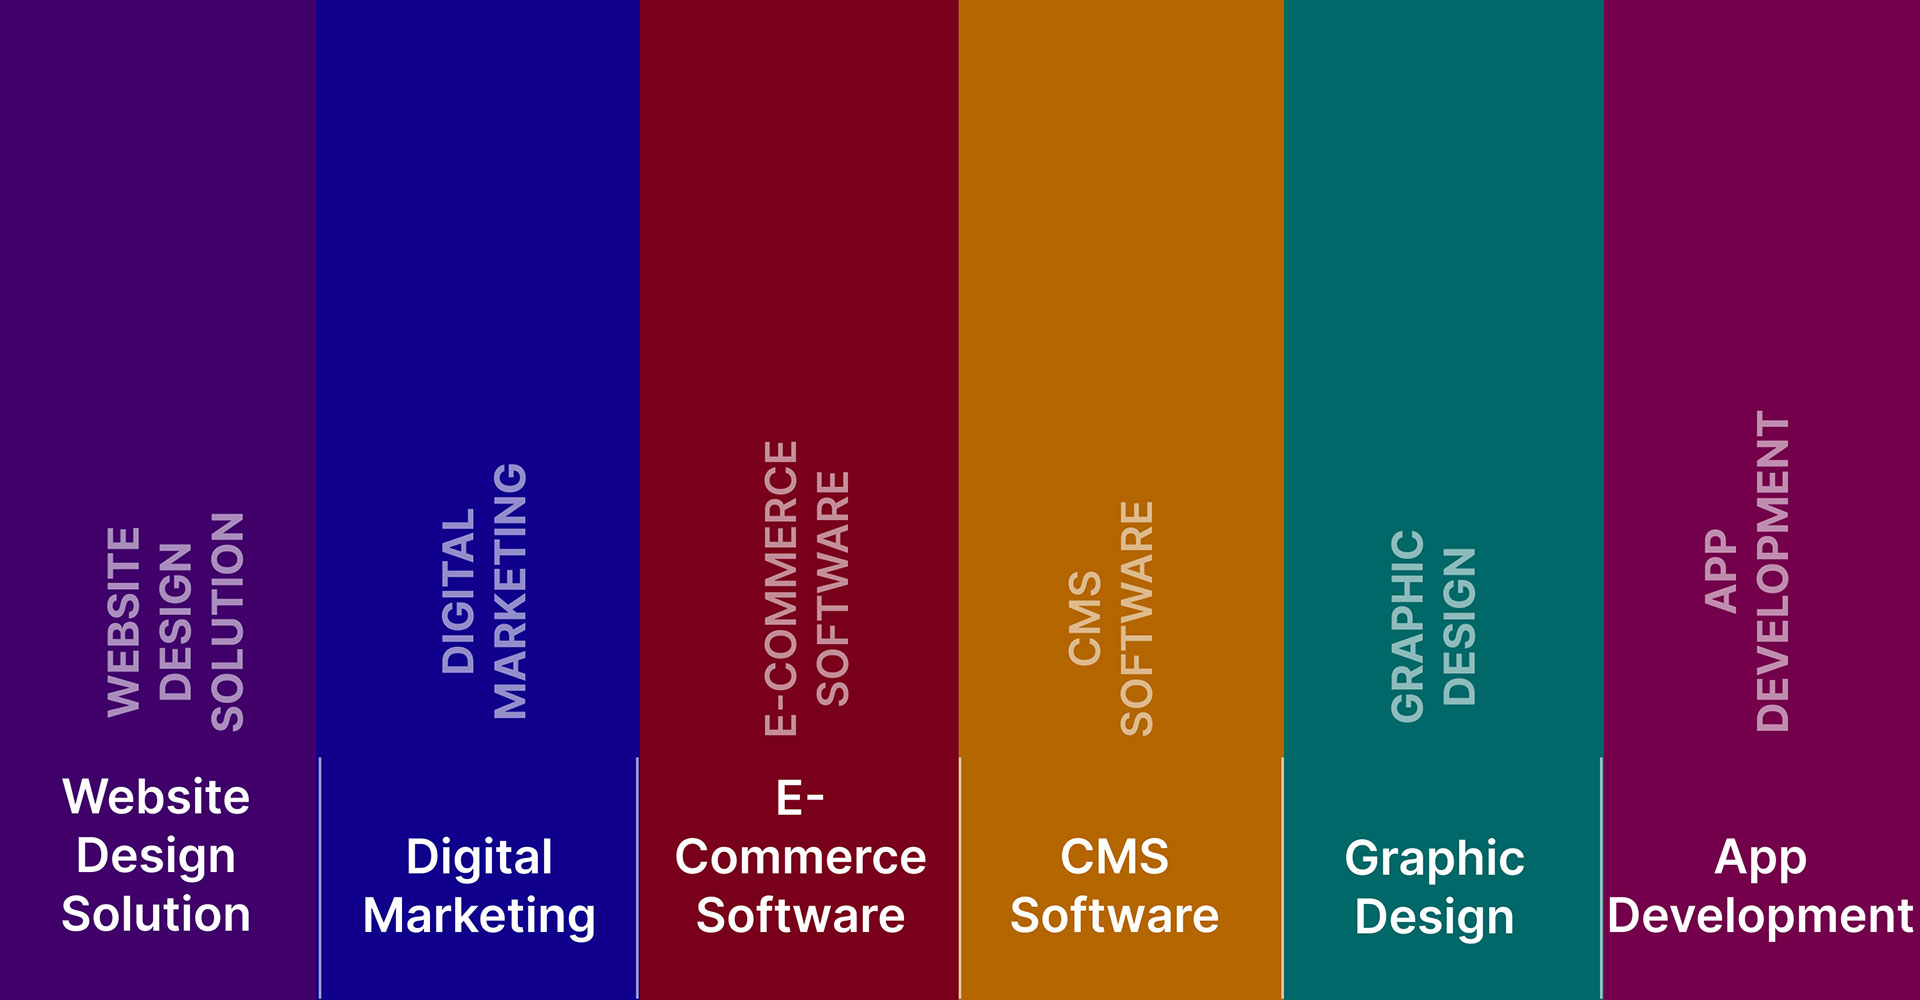 WEBSITE
DESIGN
SOLUTION
Website
Design
Solution
DIGITAL
MARKETING
Digital
Marketing
E-COMMERCE
SOFTWARE
E-
Commerce
Software
CMS
SOFTWARE
CMS
Software
GRAPHIC
DESIGN
Graphic
Design
APP
DEVELOPMENT
App
Development